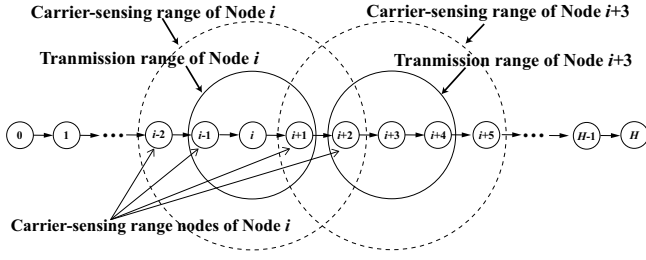 Carrier-sensing range of Node i
Carrier-sensing range of Node i+3
Tranmission range of Node i
Tranmission range of Node i+3
0 1 i-2 i-1 i i+1 i+2 i+3 i+4 i+5 H-1 H
Carrier-sensing range nodes of Node i